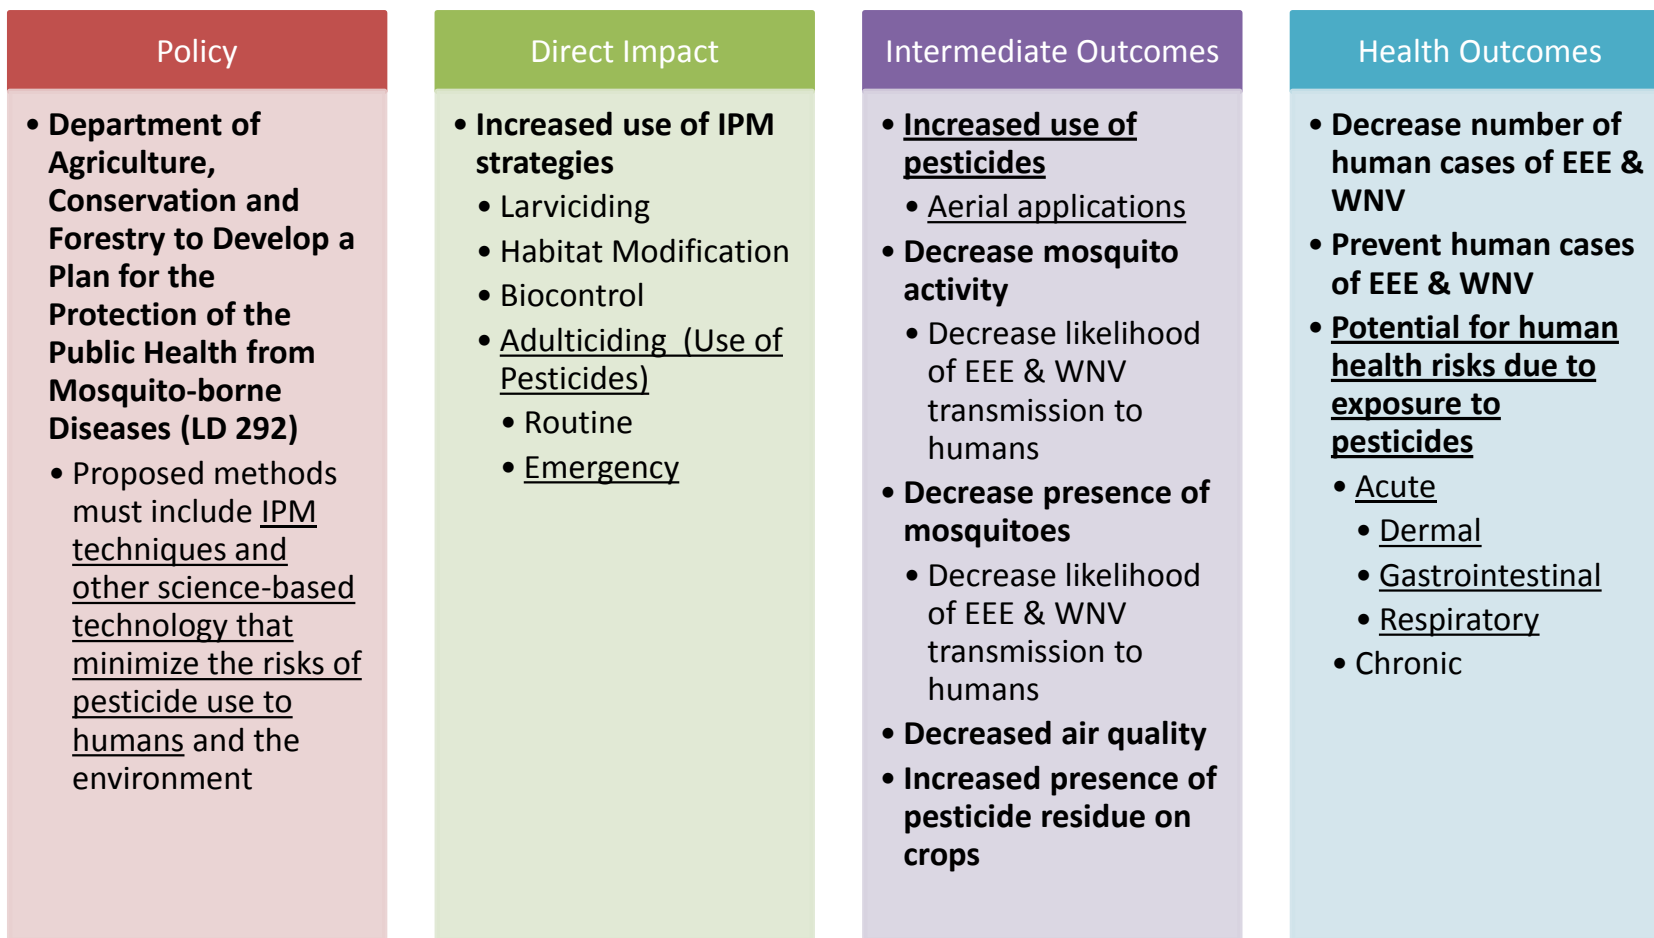 Policy
• Department of
Agriculture,
Conservation and
Forestry to Develop a
Plan for the
Protection of the
Public Health from
Mosquito-borne
Diseases (LD 292)
• Proposed methods
must include IPM
techniques and
other science-based
technology that
minimize the risks of
pesticide use to
humans and the
environment
Direct Impact
• Increased use of IPM
strategies
• Larviciding
• Habitat Modification
• Biocontrol
• Adulticiding (Use of
Pesticides)
• Routine
• Emergency
Intermediate Outcomes
• Increased use of
pesticides
• Aerial applications
• Decrease mosquito
activity
• Decrease likelihood
of EEE & WNV
transmission to
humans
• Decrease presence of
mosquitoes
• Decrease likelihood
of EEE & WNV
transmission to
humans
• Decreased air quality
• Increased presence of
pesticide residue on
crops
Health Outcomes
• Decrease number of
human cases of EEE &
WNV
• Prevent human cases
of EEE & WNV
• Potential for human
health risks due to
exposure to
pesticides
• Acute
• Dermal
• Gastrointestinal
• Respiratory
• Chronic